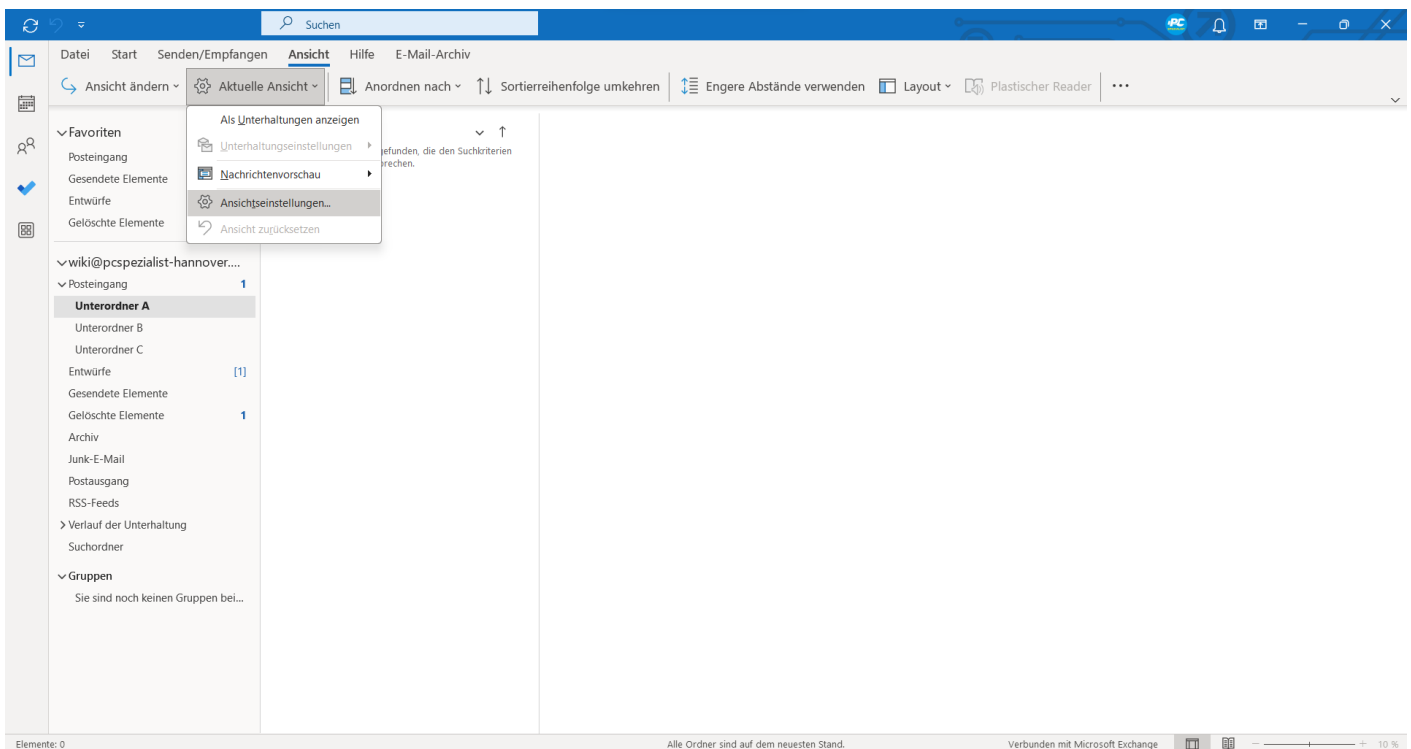 Suchen
PC
Datei Start Senden/Empfangen Ansicht Hilfe E-Mail-Archiv
Ansicht ändern Aktuelle Ansicht Anordnen nach Sortierreihenfolge umkehren Engere Abstände verwenden Layout Plastischer Reader ...
Als Unterhaltungen anzeigen
Unterhaltungseinstellungen
Nachrichtenvorschau
Ansichtseinstellungen...
Ansicht zurücksetzen
gefunden, die den Suchkriterien
Favoriten
Posteingang
Gesendete Elemente
Entwürfe
Gelöschte Elemente
wiki@pcspezialist-hannover....
Posteingang 1
Unterordner A
Unterordner B
Unterordner C
Entwürfe [1]
Gesendete Elemente
Gelöschte Elemente 1
Archiv
Junk-E-Mail
Postausgang
RSS-Feeds
Verlauf der Unterhaltung
Suchordner
Gruppen
Sie sind noch keinen Gruppen bei...
Elemente: 0 Alle Ordner sind auf dem neuesten Stand. Verbunden mit Microsoft Exchange 10 %